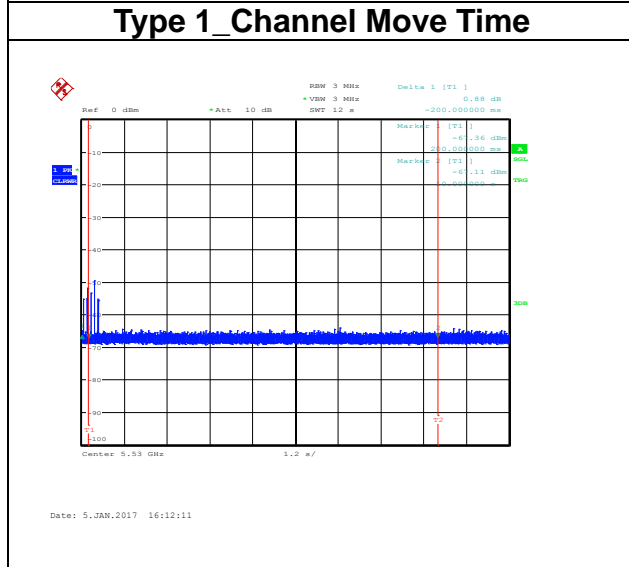 Type 1_Channel Move Time
RBW 3 MHz
Delta 1 [T1 ]
* VBW 3 MHz
0.88 dB
Ref 0 dBm
* Att 10 dB
SWT 12 s
-200.000000 ms
0
Marker 1 [T1 ]
-67.36 dBm
200.000000 ms
A
-10
SGL
Marker 2 [T1 ]
1 PK *
-67.11 dBm
CLRWR
TRG
-20
-30
-40
3DB
-70
-80
-90
T1
T2
-100
Center 5.53 GHz
1.2 s/
Date: 5.JAN.2017 16:12:11